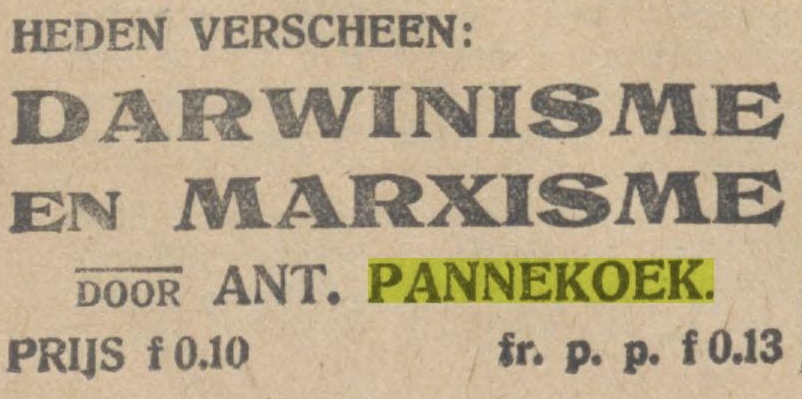 HEDEN VERSCHEEN:
DARWINISME
EN MARXISME
DOOR ANT. PANNEKOEK.
PRIJS f 0.10 fr. p. p. f 0.13